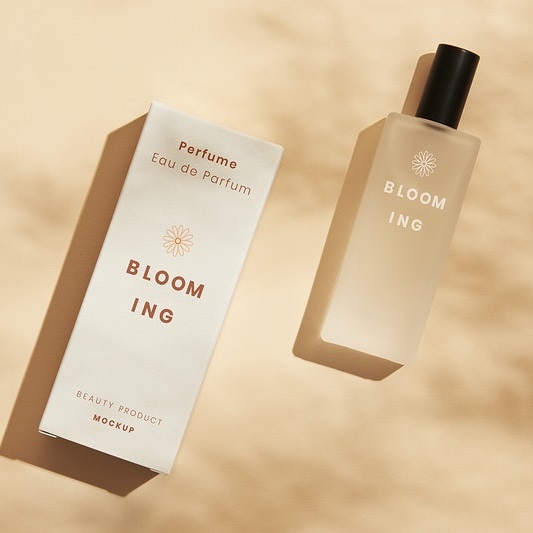 Perfume
Eau de Parfum
BLOOM
ING
BEAUTY PRODUCT
MOCKUP
BLOOM
ING